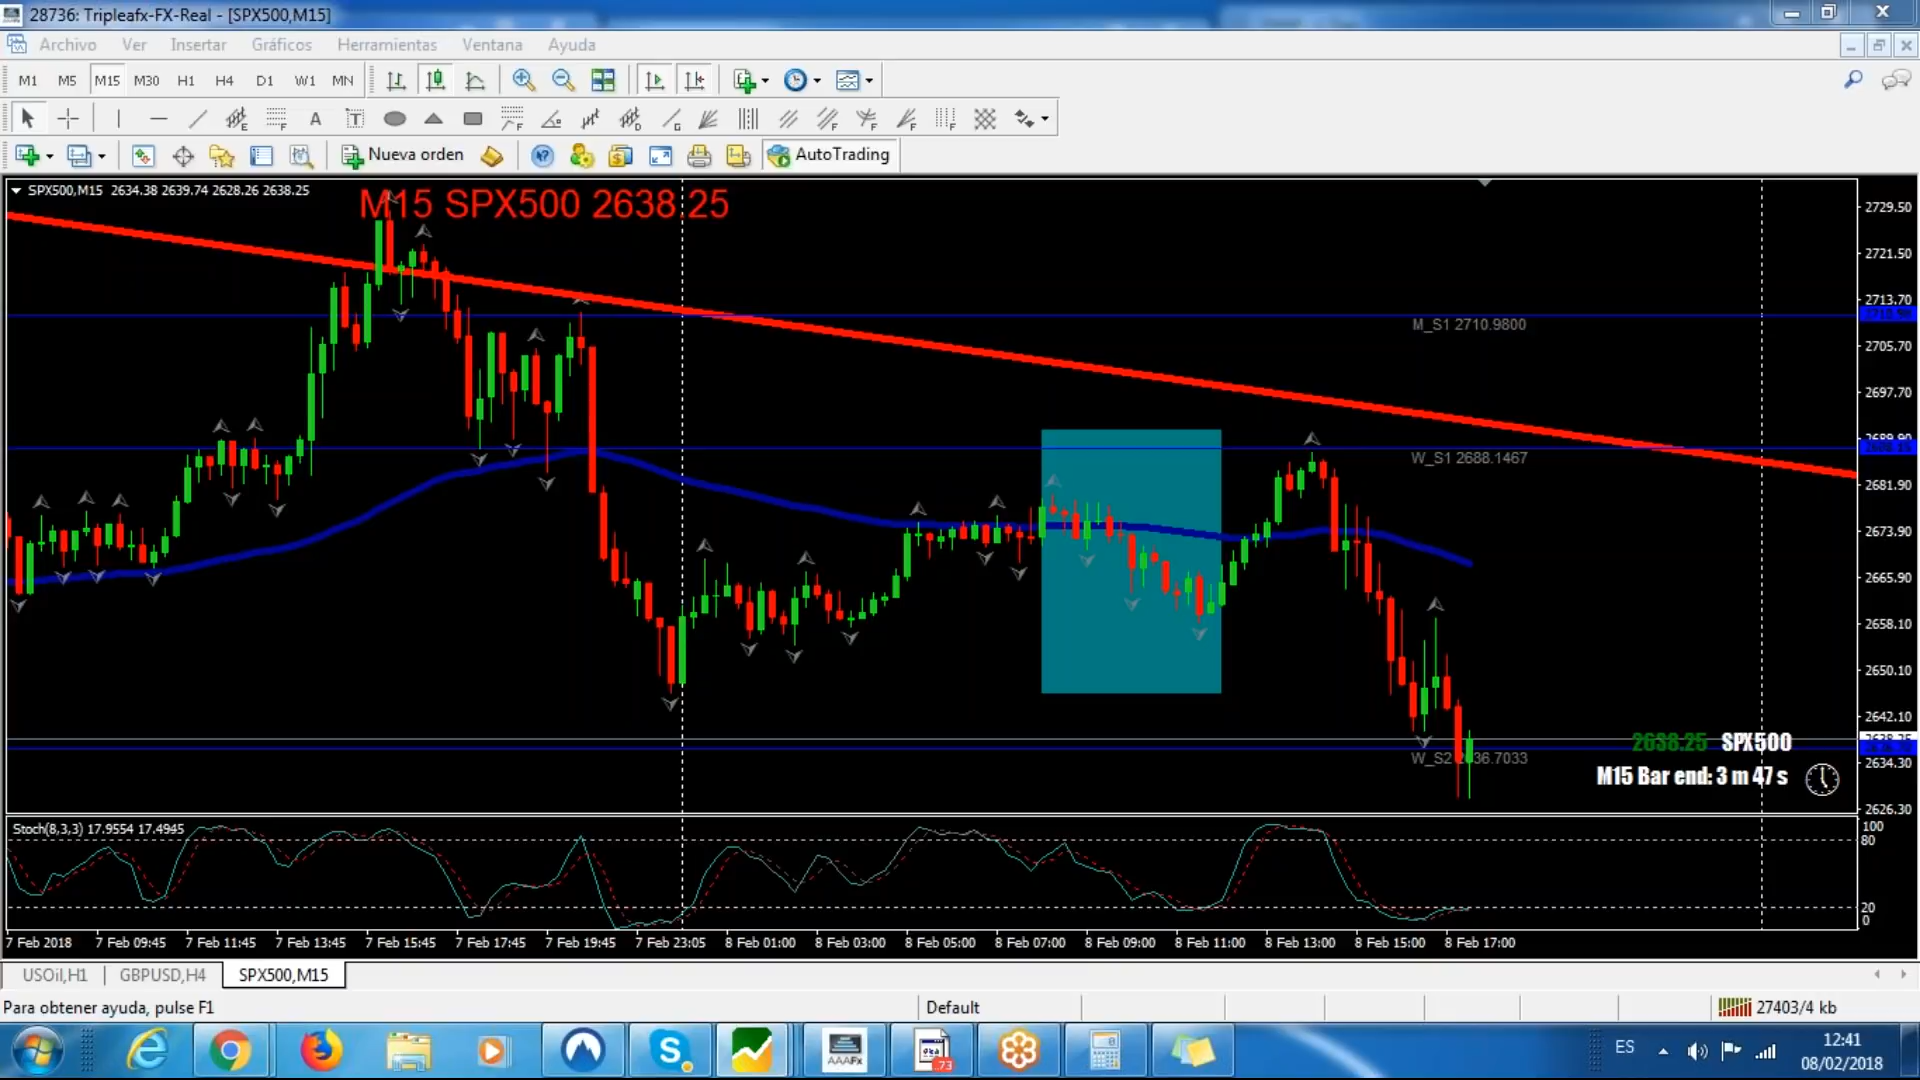 28736: Tripleafx-FX-Real - [SPX500,M15]
Archivo Ver Insertar Gráficos Herramientas Ventana Ayuda
M1 M5 M15 M30 H1 H4 D1 W1 MN
Nueva orden AutoTrading
SPX500,M15 2634.38 2639.74 2628.26 2638.25
M15 SPX500 2638.25
2729.50
2721.50
2713.70
M_S1 2710.9800
2705.70
2697.70
2689.90
W_S1 2688.1467
2681.90
2673.90
2665.90
2658.10
2650.10
2642.10
2638.25 SPX500
W_S2
2634.30
M15 Bar end: 3 m 47 s
2626.30
Stoch(8,3,3) 17.9554 17.4945
100
80
20
0
7 Feb 2018 7 Feb 09:45 7 Feb 11:45 7 Feb 13:45 7 Feb 15:45 7 Feb 17:45 7 Feb 19:45 7 Feb 23:05 8 Feb 01:00 8 Feb 03:00 8 Feb 05:00 8 Feb 07:00 8 Feb 09:00 8 Feb 11:00 8 Feb 13:00 8 Feb 15:00 8 Feb 17:00
USOil,H1 GBPUSD,H4 SPX500,M15
Para obtener ayuda, pulse F1 Default 27403/4 kb
AAAFx
73
ES
12:41
08/02/2018